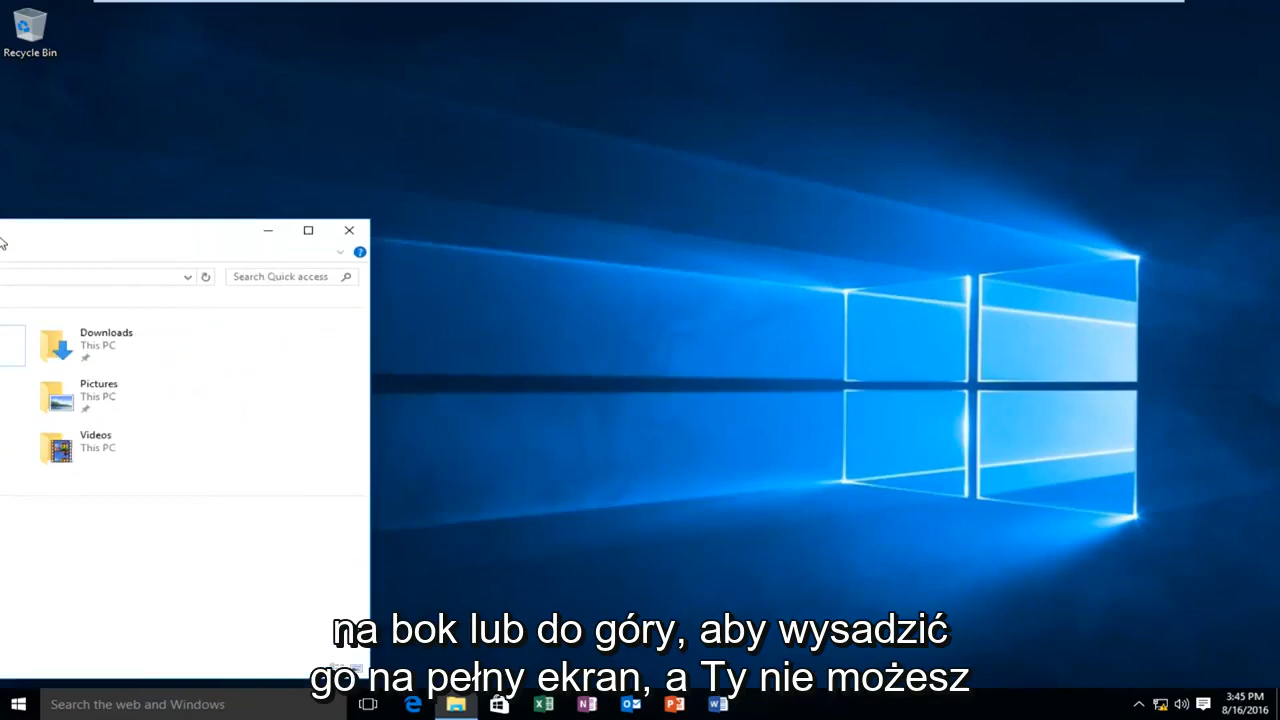 Recycle Bin
Search Quick access
Downloads
This PC
Pictures
This PC
Videos
This PC
na bok lub do góry, aby wysadzić
go na pełny ekran, a Ty nie możesz
Search the web and Windows
3:45 PM
8/16/2016